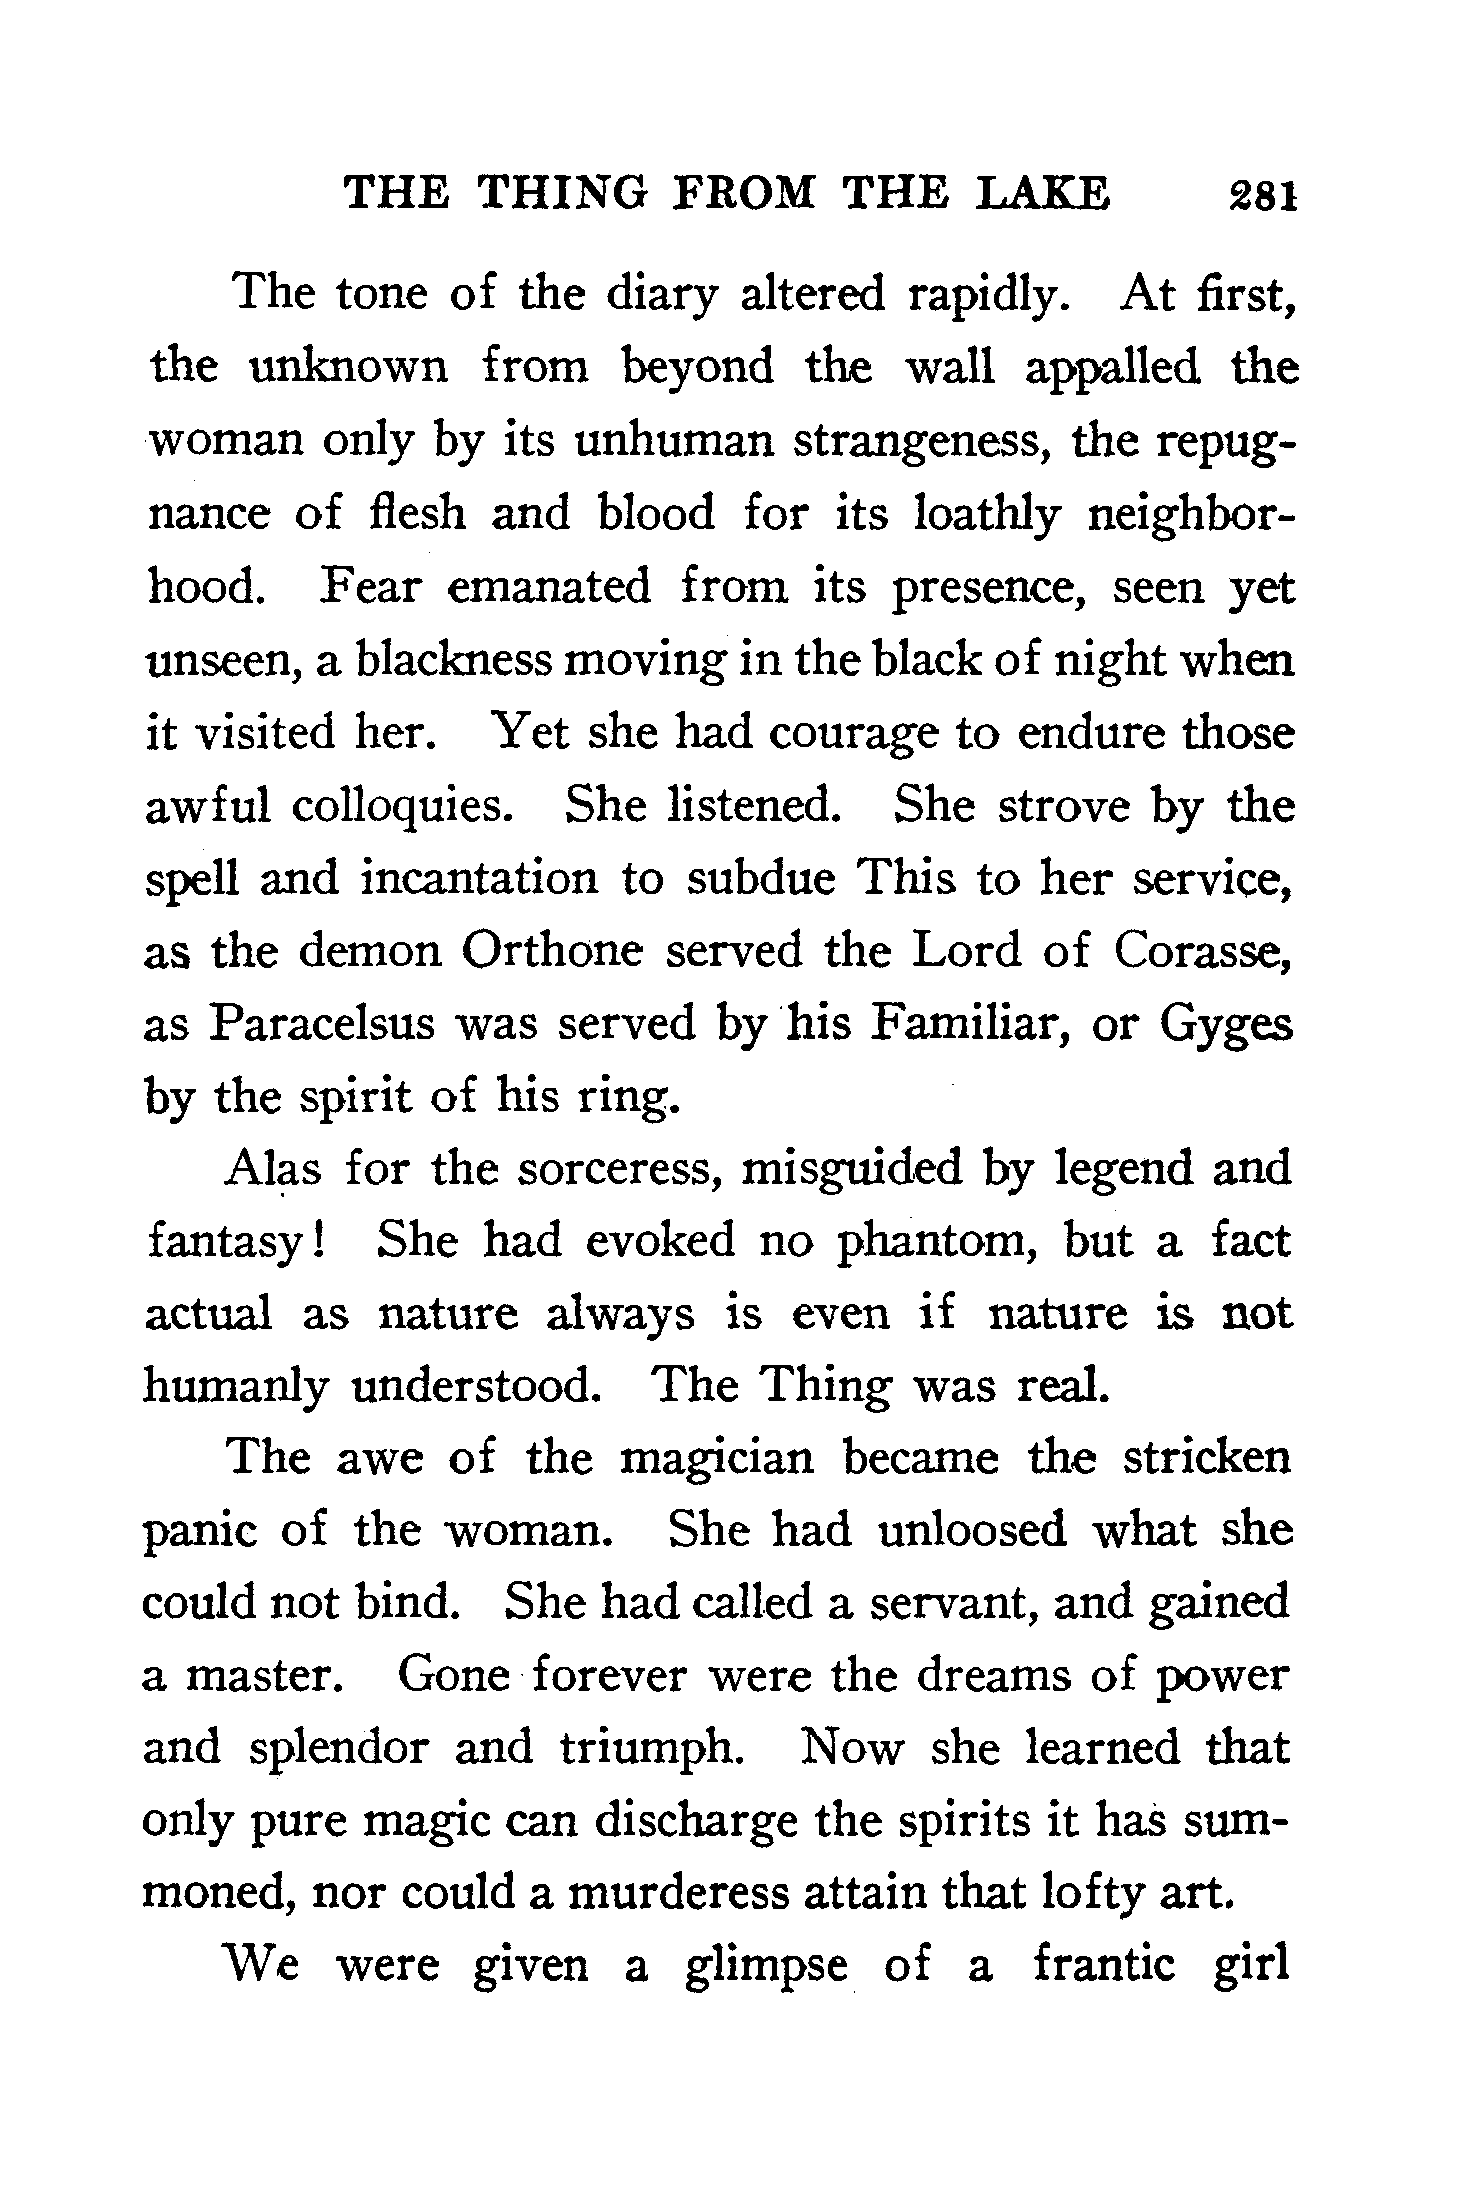 THE THING FROM THE LAKE 281
The tone of the diary altered rapidly. At first,
the unknown from beyond the wall appalled the
woman only by its unhuman strangeness, the repug-
nance of flesh and blood for its loathly neighbor-
hood. Fear emanated from its presence, seen yet
unseen, a blackness moving in the black of night when
it visited her. Yet she had courage to endure those
awful colloquies. She listened. She strove by the
spell and incantation to subdue This to her service,
as the demon Orthone served the Lord of Corasse,
as Paracelsus was served by his Familiar, or Gyges
by the spirit of his ring.
Alas for the sorceress, misguided by legend and
fantasy! She had evoked no phantom, but a fact
actual as nature always is even if nature is not
humanly understood. The Thing was real.
The awe of the magician became the stricken
panic of the woman. She had unloosed what she
could not bind. She had called a servant, and gained
a master. Gone forever were the dreams of power
and splendor and triumph. Now she learned that
only pure magic can discharge the spirits it has sum-
moned, nor could a murderess attain that lofty art.
We were given a glimpse of a frantic girl